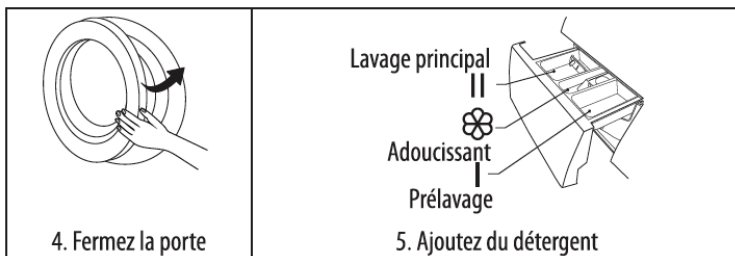 Lavage principal
II
Adoucissant
I
Prélavage
4. Fermez la porte
5. Ajoutez du détergent